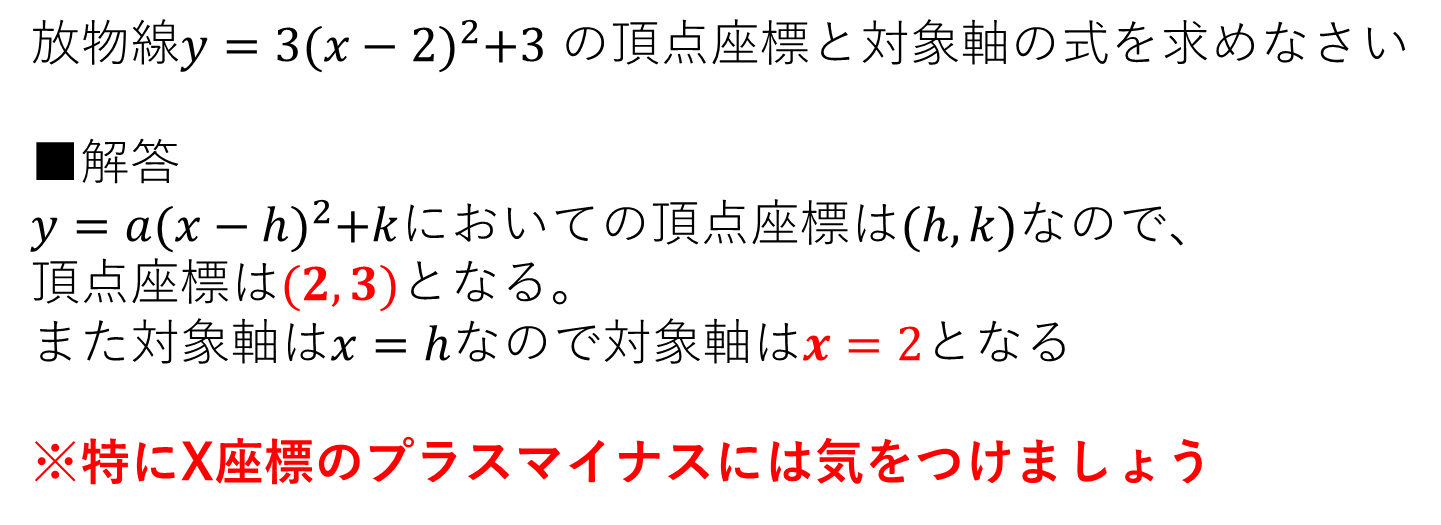 放物線y = 3(x − 2)²+3 の頂点座標と対象軸の式を求めなさい
■解答
y = a(x − h)²+kにおいての頂点座標は(h, k)なので、
頂点座標は(2, 3)となる。
また対象軸はx = hなので対象軸はx = 2となる
※特にX座標のプラスマイナスには気をつけましょう